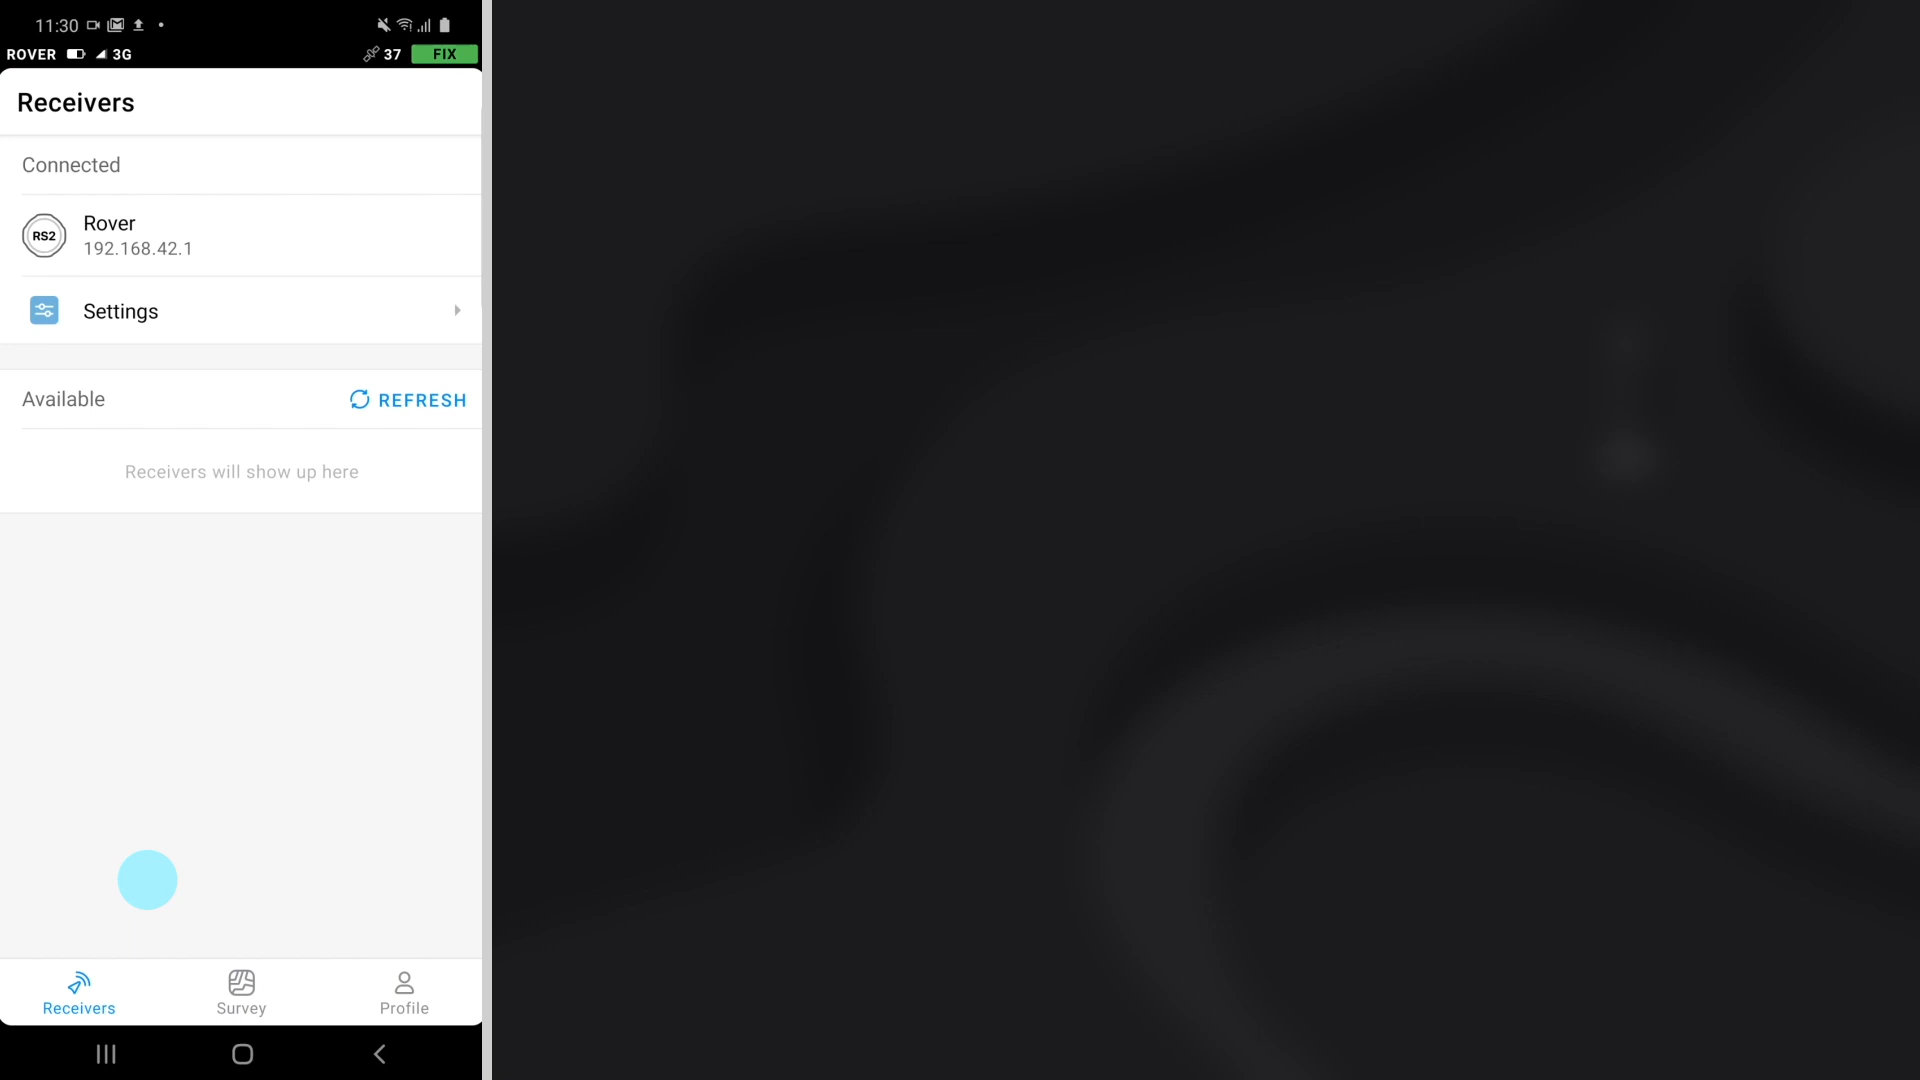 11:30
ROVER 3G 37 FIX
Receivers
Connected
RS2
Rover
192.168.42.1
Settings
Available
REFRESH
Receivers will show up here
Receivers Survey Profile